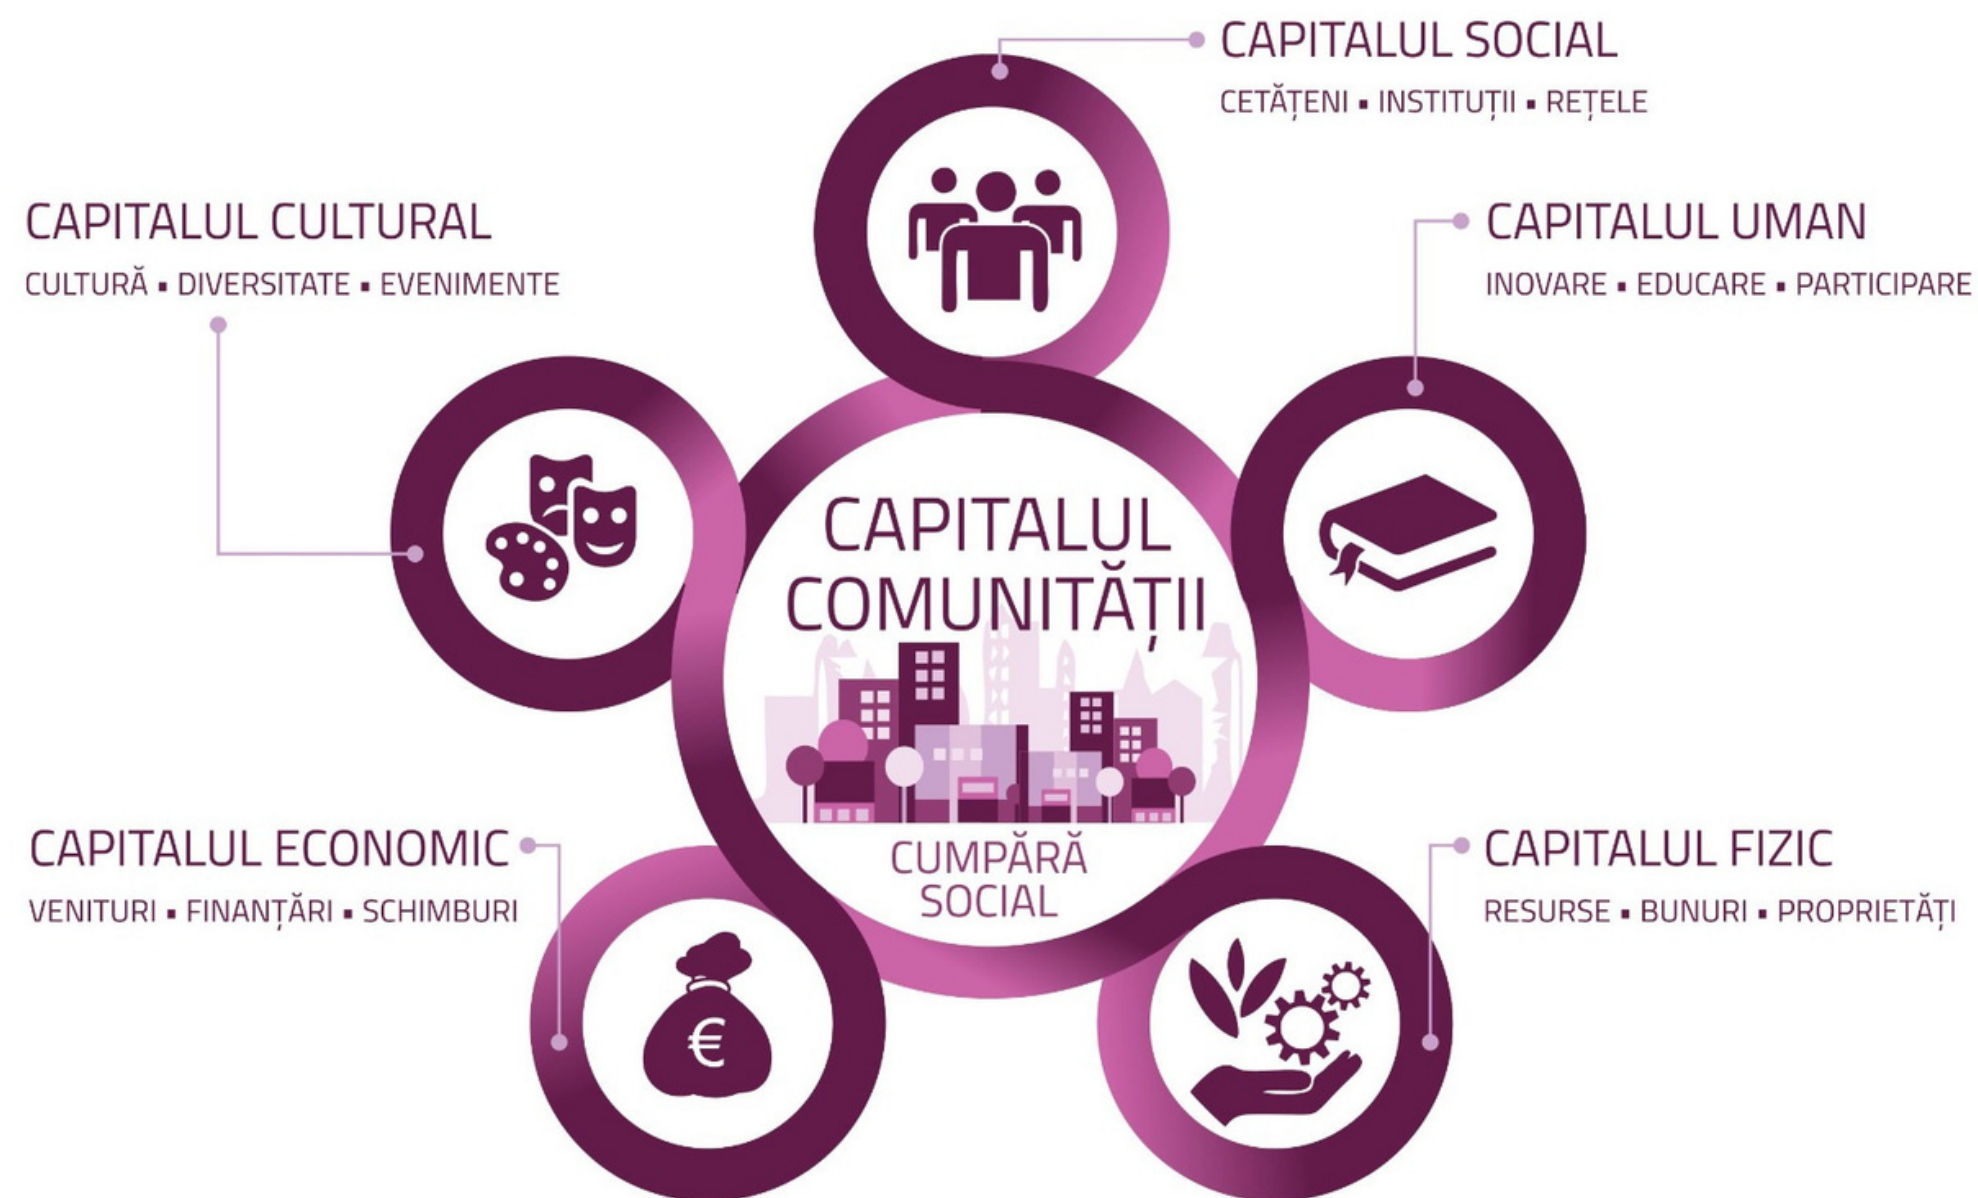 CAPITALUL SOCIAL
CETĂȚENI ▪ INSTITUȚII ▪ REȚELE
CAPITALUL CULTURAL
CULTURĂ ▪ DIVERSITATE ▪ EVENIMENTE
CAPITALUL UMAN
INOVARE ▪ EDUCARE ▪ PARTICIPARE
CAPITALUL
COMUNITĂȚII
CUMPĂRĂ
SOCIAL
CAPITALUL ECONOMIC
VENITURI ▪ FINANȚĂRI ▪ SCHIMBURI
€
CAPITALUL FIZIC
RESURSE ▪ BUNURI ▪ PROPRIETĂȚI